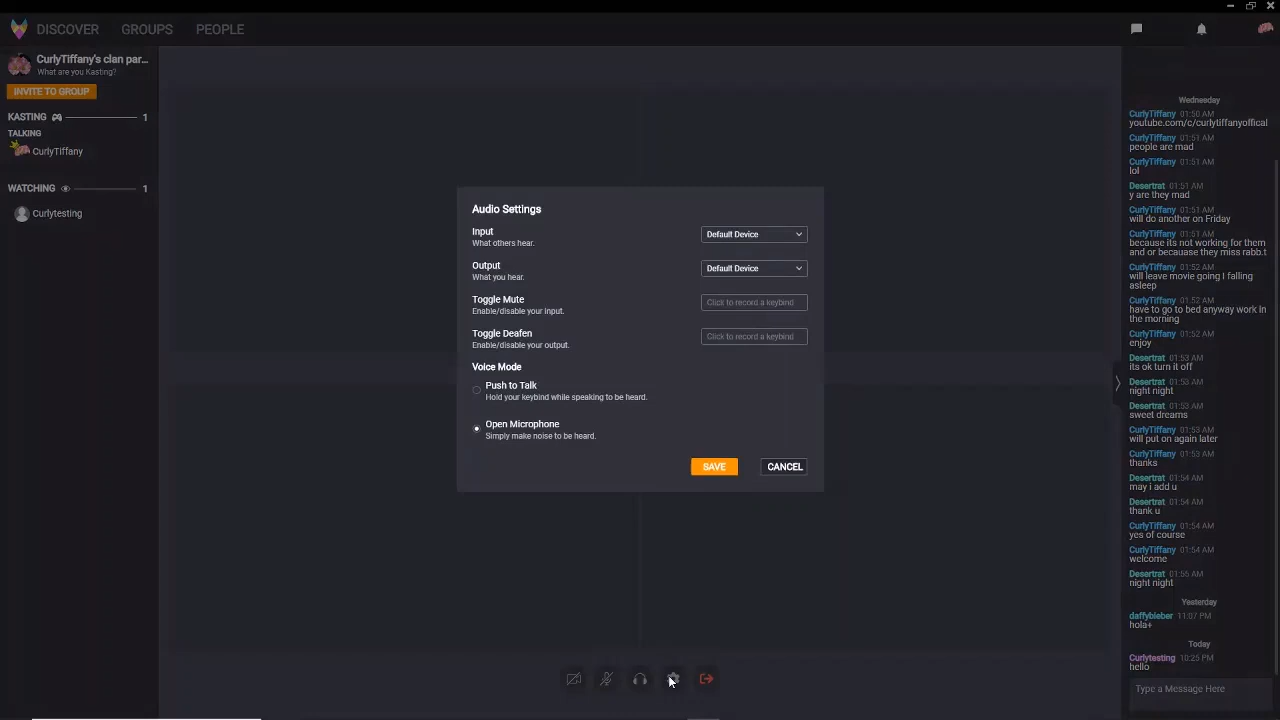 DISCOVER
GROUPS
PEOPLE
CurlyTiffany's clan par...
What are you Kasting?
INVITE TO GROUP
KASTING 1
TALKING
CurlyTiffany
WATCHING 1
Curlytesting
Audio Settings
Input
What others hear.
Default Device
Output
What you hear.
Default Device
Toggle Mute
Enable/disable your input.
Click to record a keybind
Toggle Deafen
Enable/disable your output.
Click to record a keybind
Voice Mode
Push to Talk
Hold your keybind while speaking to be heard.
Open Microphone
Simply make noise to be heard.
SAVE
CANCEL
Wednesday
CurlyTiffany 01:50 AM
youtube.com/c/curlytiffanyoffical
CurlyTiffany 01:51 AM
people are mad
CurlyTiffany 01:51 AM
lol
Desertrat 01:51 AM
y are they mad
CurlyTiffany 01:51 AM
will do another on Friday
CurlyTiffany 01:51 AM
because its not working for them
and or becauase they miss rabb.t
CurlyTiffany 01:52 AM
will leave movie going I falling
asleep
CurlyTiffany 01:52 AM
have to go to bed anyway work in
the morning
CurlyTiffany 01:52 AM
enjoy
Desertrat 01:53 AM
its ok turn it off
Desertrat 01:53 AM
night night
Desertrat 01:53 AM
sweet dreams
CurlyTiffany 01:53 AM
will put on again later
CurlyTiffany 01:53 AM
thanks
Desertrat 01:54 AM
may i add u
Desertrat 01:54 AM
thank u
CurlyTiffany 01:54 AM
yes of course
CurlyTiffany 01:54 AM
welcome
Desertrat 01:55 AM
night night
Yesterday
daffybieber 11:07 PM
hola+
Today
Curlytesting 10:25 PM
hello
Type a Message Here